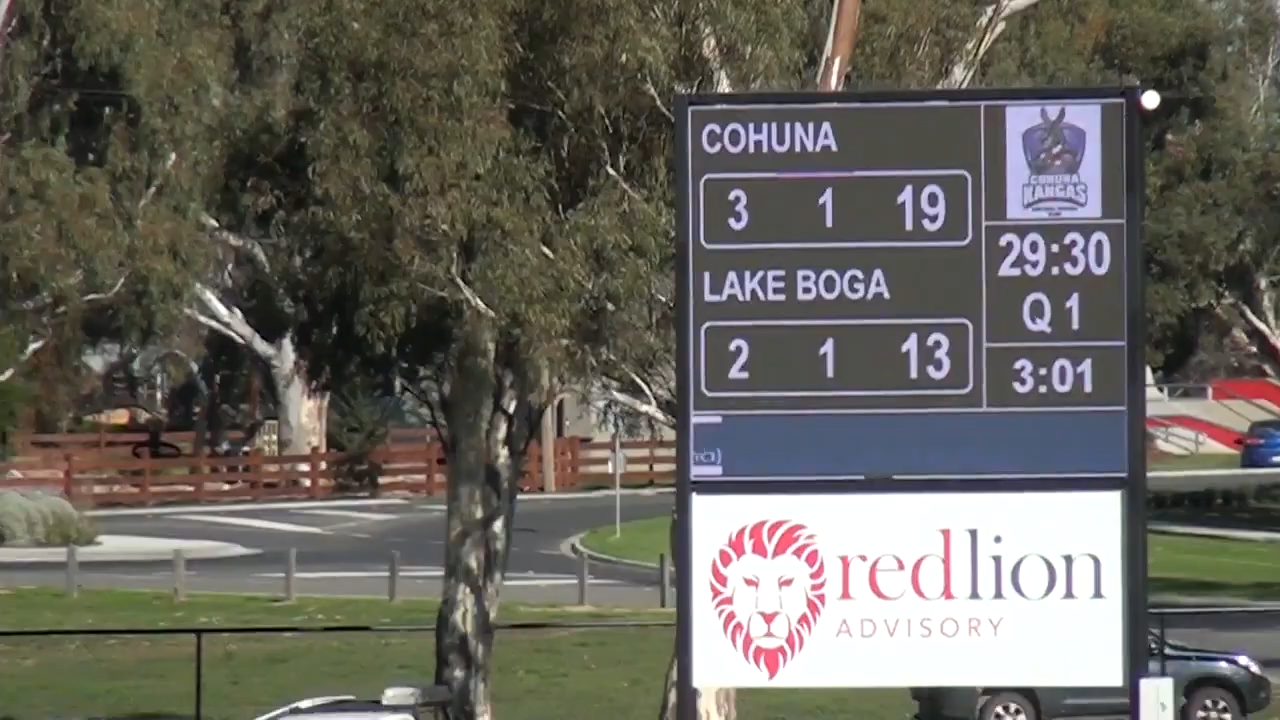 COHUNA
3 1 19
LAKE BOGA
2 1 13
COHUNA
KANGAS
29:30
Q 1
3:01
redlion
ADVISORY